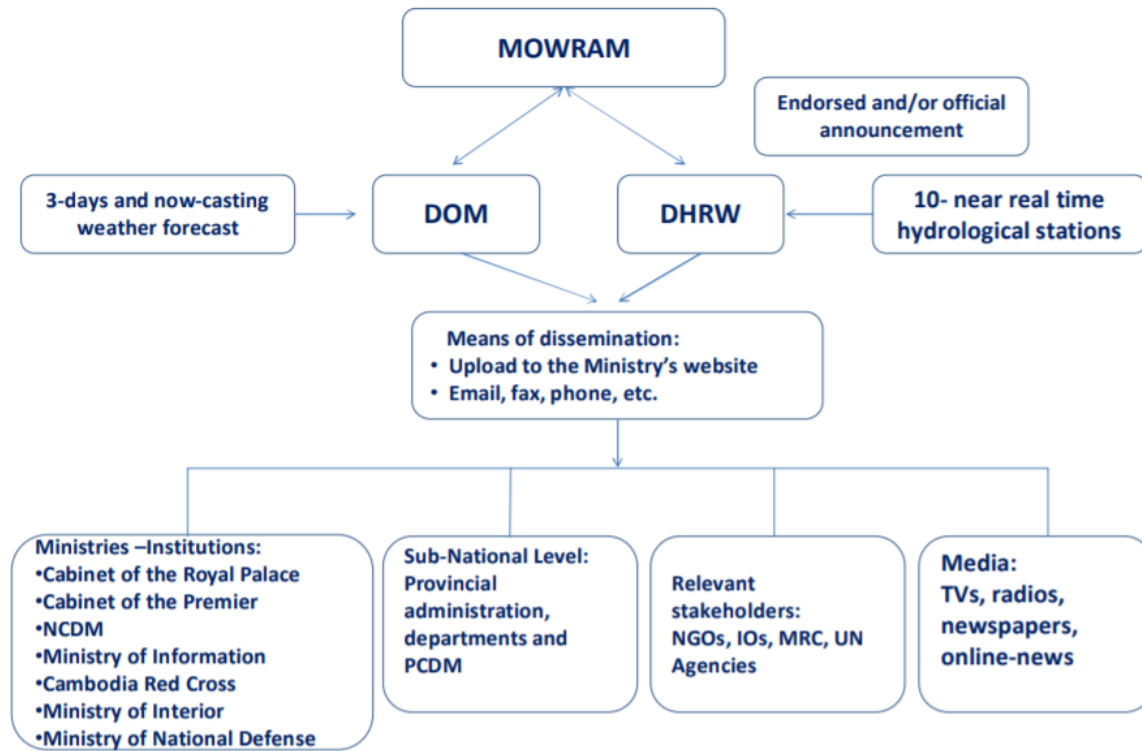 MOWRAM
Endorsed and/or official
announcement
3-days and now-casting
weather forecast
DOM
DHRW
10- near real time
hydrological stations
Means of dissemination:
• Upload to the Ministry's website
• Email, fax, phone, etc.
Ministries –Institutions:
•Cabinet of the Royal Palace
•Cabinet of the Premier
•NCDM
•Ministry of Information
•Cambodia Red Cross
•Ministry of Interior
•Ministry of National Defense
Sub-National Level:
Provincial
administration,
departments and
PCDM
Relevant
stakeholders:
NGOs, IOs, MRC, UN
Agencies
Media:
TVs, radios,
newspapers,
online-news